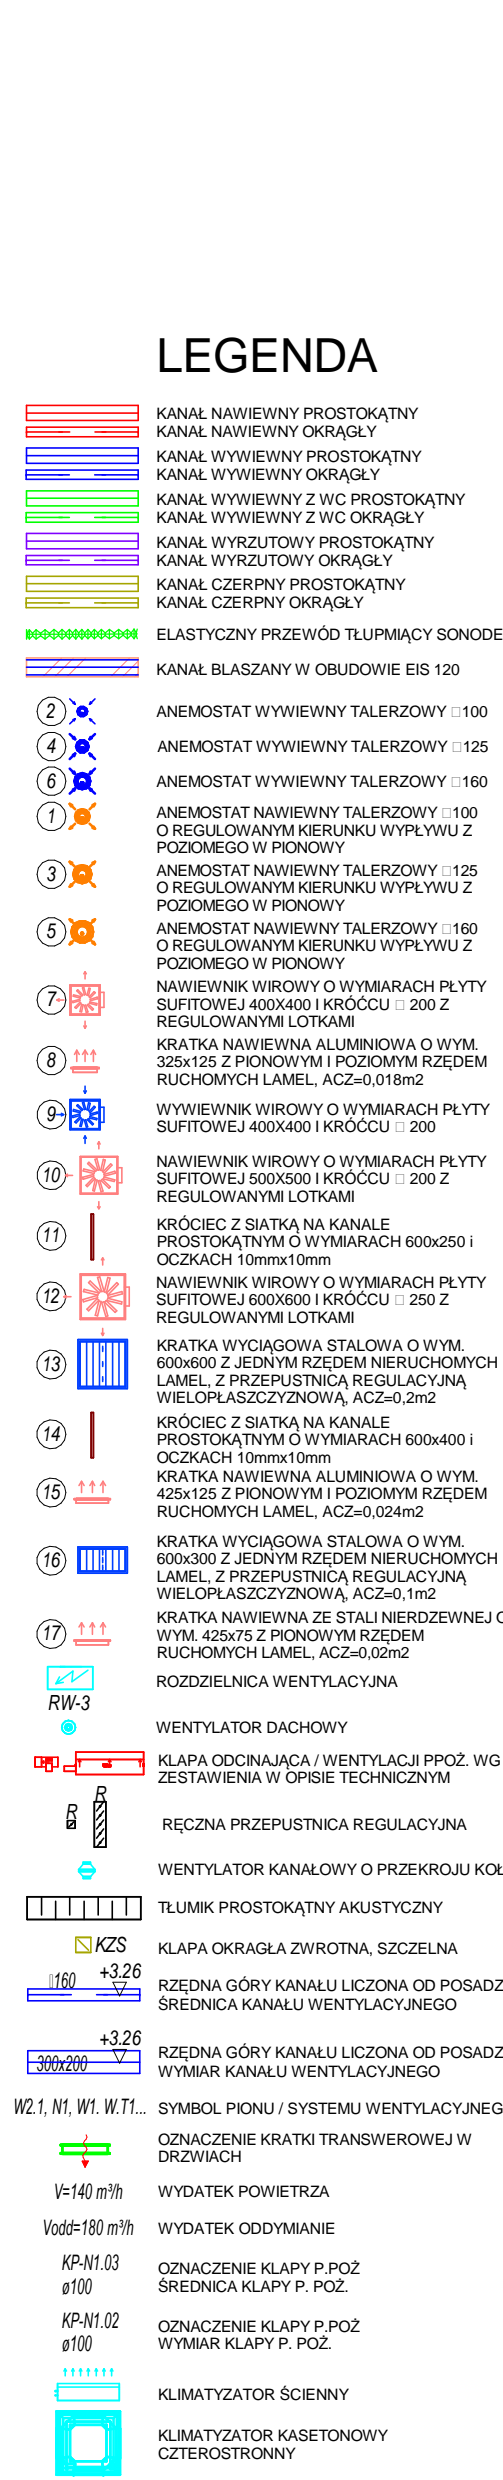 LEGENDA
KANAŁ NAWIEWNY PROSTOKĄTNY
KANAŁ NAWIEWNY OKRĄGŁY
KANAŁ WYWIEWNY PROSTOKĄTNY
KANAŁ WYWIEWNY OKRĄGŁY
KANAŁ WYWIEWNY Z WC PROSTOKĄTNY
KANAŁ WYWIEWNY Z WC OKRĄGŁY
KANAŁ WYRZUTOWY PROSTOKĄTNY
KANAŁ WYRZUTOWY OKRĄGŁY
KANAŁ CZERPNY PROSTOKĄTNY
KANAŁ CZERPNY OKRĄGŁY
ELASTYCZNY PRZEWÓD TŁUPMIĄCY SONODE
KANAŁ BLASZANY W OBUDOWIE EIS 120
2 ANEMOSTAT WYWIEWNY TALERZOWY □100
4 ANEMOSTAT WYWIEWNY TALERZOWY □125
6 ANEMOSTAT WYWIEWNY TALERZOWY □160
1 ANEMOSTAT NAWIEWNY TALERZOWY □100
O REGULOWANYM KIERUNKU WYPŁYWU Z
POZIOMEGO W PIONOWY
3 ANEMOSTAT NAWIEWNY TALERZOWY □125
O REGULOWANYM KIERUNKU WYPŁYWU Z
POZIOMEGO W PIONOWY
5 ANEMOSTAT NAWIEWNY TALERZOWY □160
O REGULOWANYM KIERUNKU WYPŁYWU Z
POZIOMEGO W PIONOWY
7 NAWIEWNIK WIROWY O WYMIARACH PŁYTY
SUFITOWEJ 400X400 I KRÓĆCU □ 200 Z
REGULOWANYMI LOTKAMI
8 KRATKA NAWIEWNA ALUMINIOWA O WYM.
325x125 Z PIONOWYM I POZIOMYM RZĘDEM
RUCHOMYCH LAMEL, ACZ=0,018m2
9 WYWIEWNIK WIROWY O WYMIARACH PŁYTY
SUFITOWEJ 400X400 I KRÓĆCU □ 200
10 NAWIEWNIK WIROWY O WYMIARACH PŁYTY
SUFITOWEJ 500X500 I KRÓĆCU □ 200 Z
REGULOWANYMI LOTKAMI
11 KRÓCIEC Z SIATKĄ NA KANALE
PROSTOKĄTNYM O WYMIARACH 600x250 i
OCZKACH 10mmx10mm
12 NAWIEWNIK WIROWY O WYMIARACH PŁYTY
SUFITOWEJ 600X600 I KRÓĆCU □ 250 Z
REGULOWANYMI LOTKAMI
13 KRATKA WYCIĄGOWA STALOWA O WYM.
600x600 Z JEDNYM RZĘDEM NIERUCHOMYCH
LAMEL, Z PRZEPUSTNICĄ REGULACYJNĄ
WIELOPŁASZCZYZNOWĄ, ACZ=0,2m2
14 KRÓCIEC Z SIATKĄ NA KANALE
PROSTOKĄTNYM O WYMIARACH 600x400 i
OCZKACH 10mmx10mm
15 KRATKA NAWIEWNA ALUMINIOWA O WYM.
425x125 Z PIONOWYM I POZIOMYM RZĘDEM
RUCHOMYCH LAMEL, ACZ=0,024m2
16 KRATKA WYCIĄGOWA STALOWA O WYM.
600x300 Z JEDNYM RZĘDEM NIERUCHOMYCH
LAMEL, Z PRZEPUSTNICĄ REGULACYJNĄ
WIELOPŁASZCZYZNOWĄ, ACZ=0,1m2
17 KRATKA NAWIEWNA ZE STALI NIERDZEWNEJ O
WYM. 425x75 Z PIONOWYM RZĘDEM
RUCHOMYCH LAMEL, ACZ=0,02m2
ROZDZIELNICA WENTYLACYJNA
RW-3
WENTYLATOR DACHOWY
KLAPA ODCINAJĄCA / WENTYLACJI PPOŻ. WG
ZESTAWIENIA W OPISIE TECHNICZNYM
R R
RĘCZNA PRZEPUSTNICA REGULACYJNA
WENTYLATOR KANAŁOWY O PRZEKROJU KOŁ
TŁUMIK PROSTOKĄTNY AKUSTYCZNY
KZS KLAPA OKRAGŁA ZWROTNA, SZCZELNA
□160 +3.26 RZĘDNA GÓRY KANAŁU LICZONA OD POSADZ
ŚREDNICA KANAŁU WENTYLACYJNEGO
+3.26 RZĘDNA GÓRY KANAŁU LICZONA OD POSADZ
300x200 WYMIAR KANAŁU WENTYLACYJNEGO
W2.1, N1, W1. W.T1... SYMBOL PIONU / SYSTEMU WENTYLACYJNEG
OZNACZENIE KRATKI TRANSWEROWEJ W
DRZWIACH
V=140 m³/h WYDATEK POWIETRZA
Vodd=180 m³/h WYDATEK ODDYMIANIE
KP-N1.03 OZNACZENIE KLAPY P.POŻ
ø100 ŚREDNICA KLAPY P. POŻ.
KP-N1.02 OZNACZENIE KLAPY P.POŻ
ø100 WYMIAR KLAPY P. POŻ.
KLIMATYZATOR ŚCIENNY
KLIMATYZATOR KASETONOWY
CZTEROSTRONNY